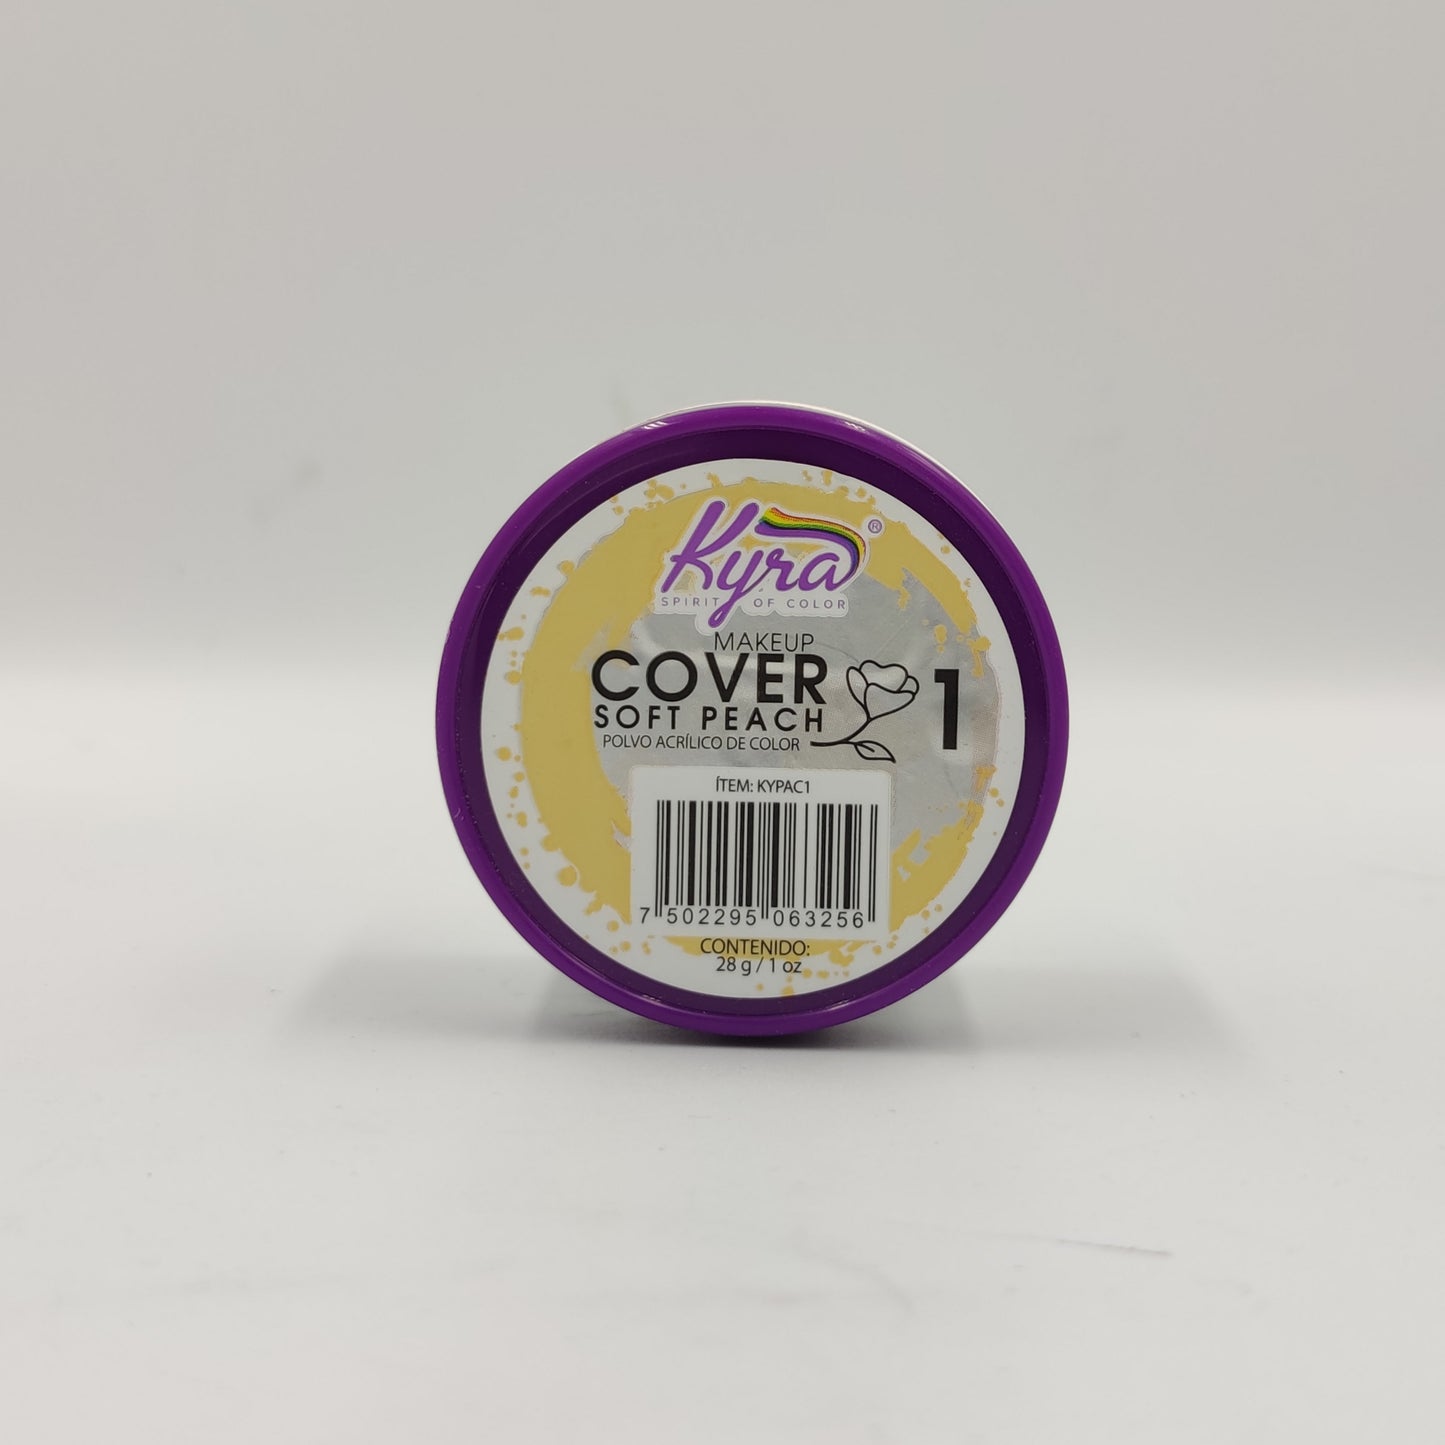 Kyra®
SPIRIT OF COLOR
MAKEUP
COVER
SOFT PEACH
1
POLVO ACRÍLICO DE COLOR
ÍTEM: KYPAC1
7 502295 063256
CONTENIDO:
28 g / 1 oz